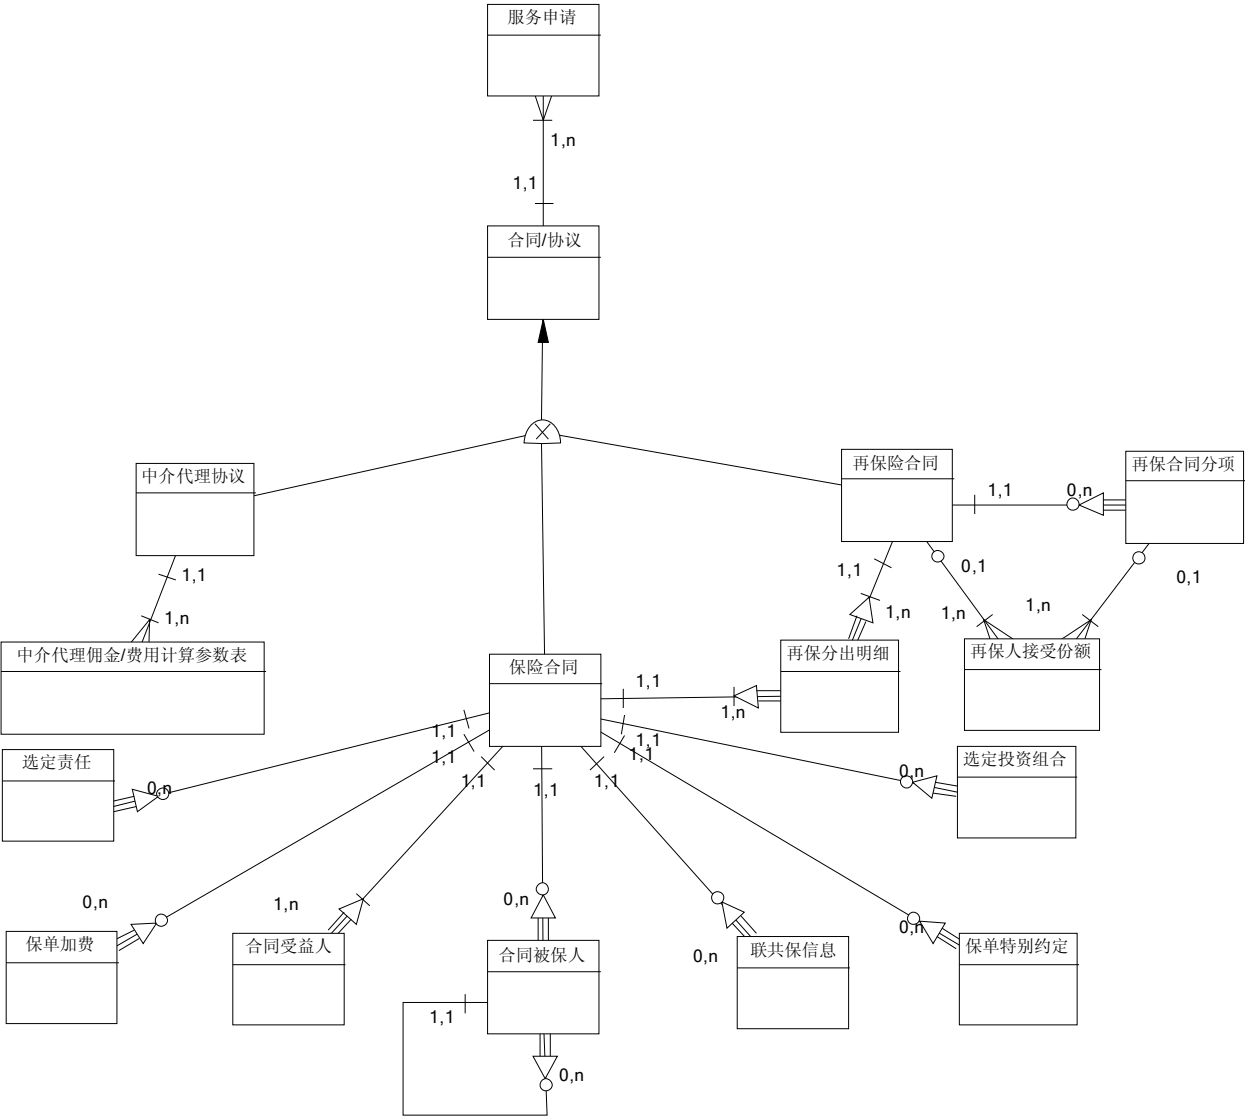 服务申请
1,n
1,1
合同/协议
中介代理协议
再保险合同
再保合同分项
1,1
0,n
1,1
1,n
1,1
1,n
0,1
1,n
1,n
0,1
中介代理佣金/费用计算参数表
保险合同
再保分出明细
再保人接受份额
1,1
1,n
1,1
1,1
1,1
1,1
1,1
1,1
1,1
选定责任
0,n
0,n
选定投资组合
0,n
1,n
0,n
0,n
0,n
保单加费
合同受益人
合同被保人
联共保信息
保单特别约定
1,1
0,n